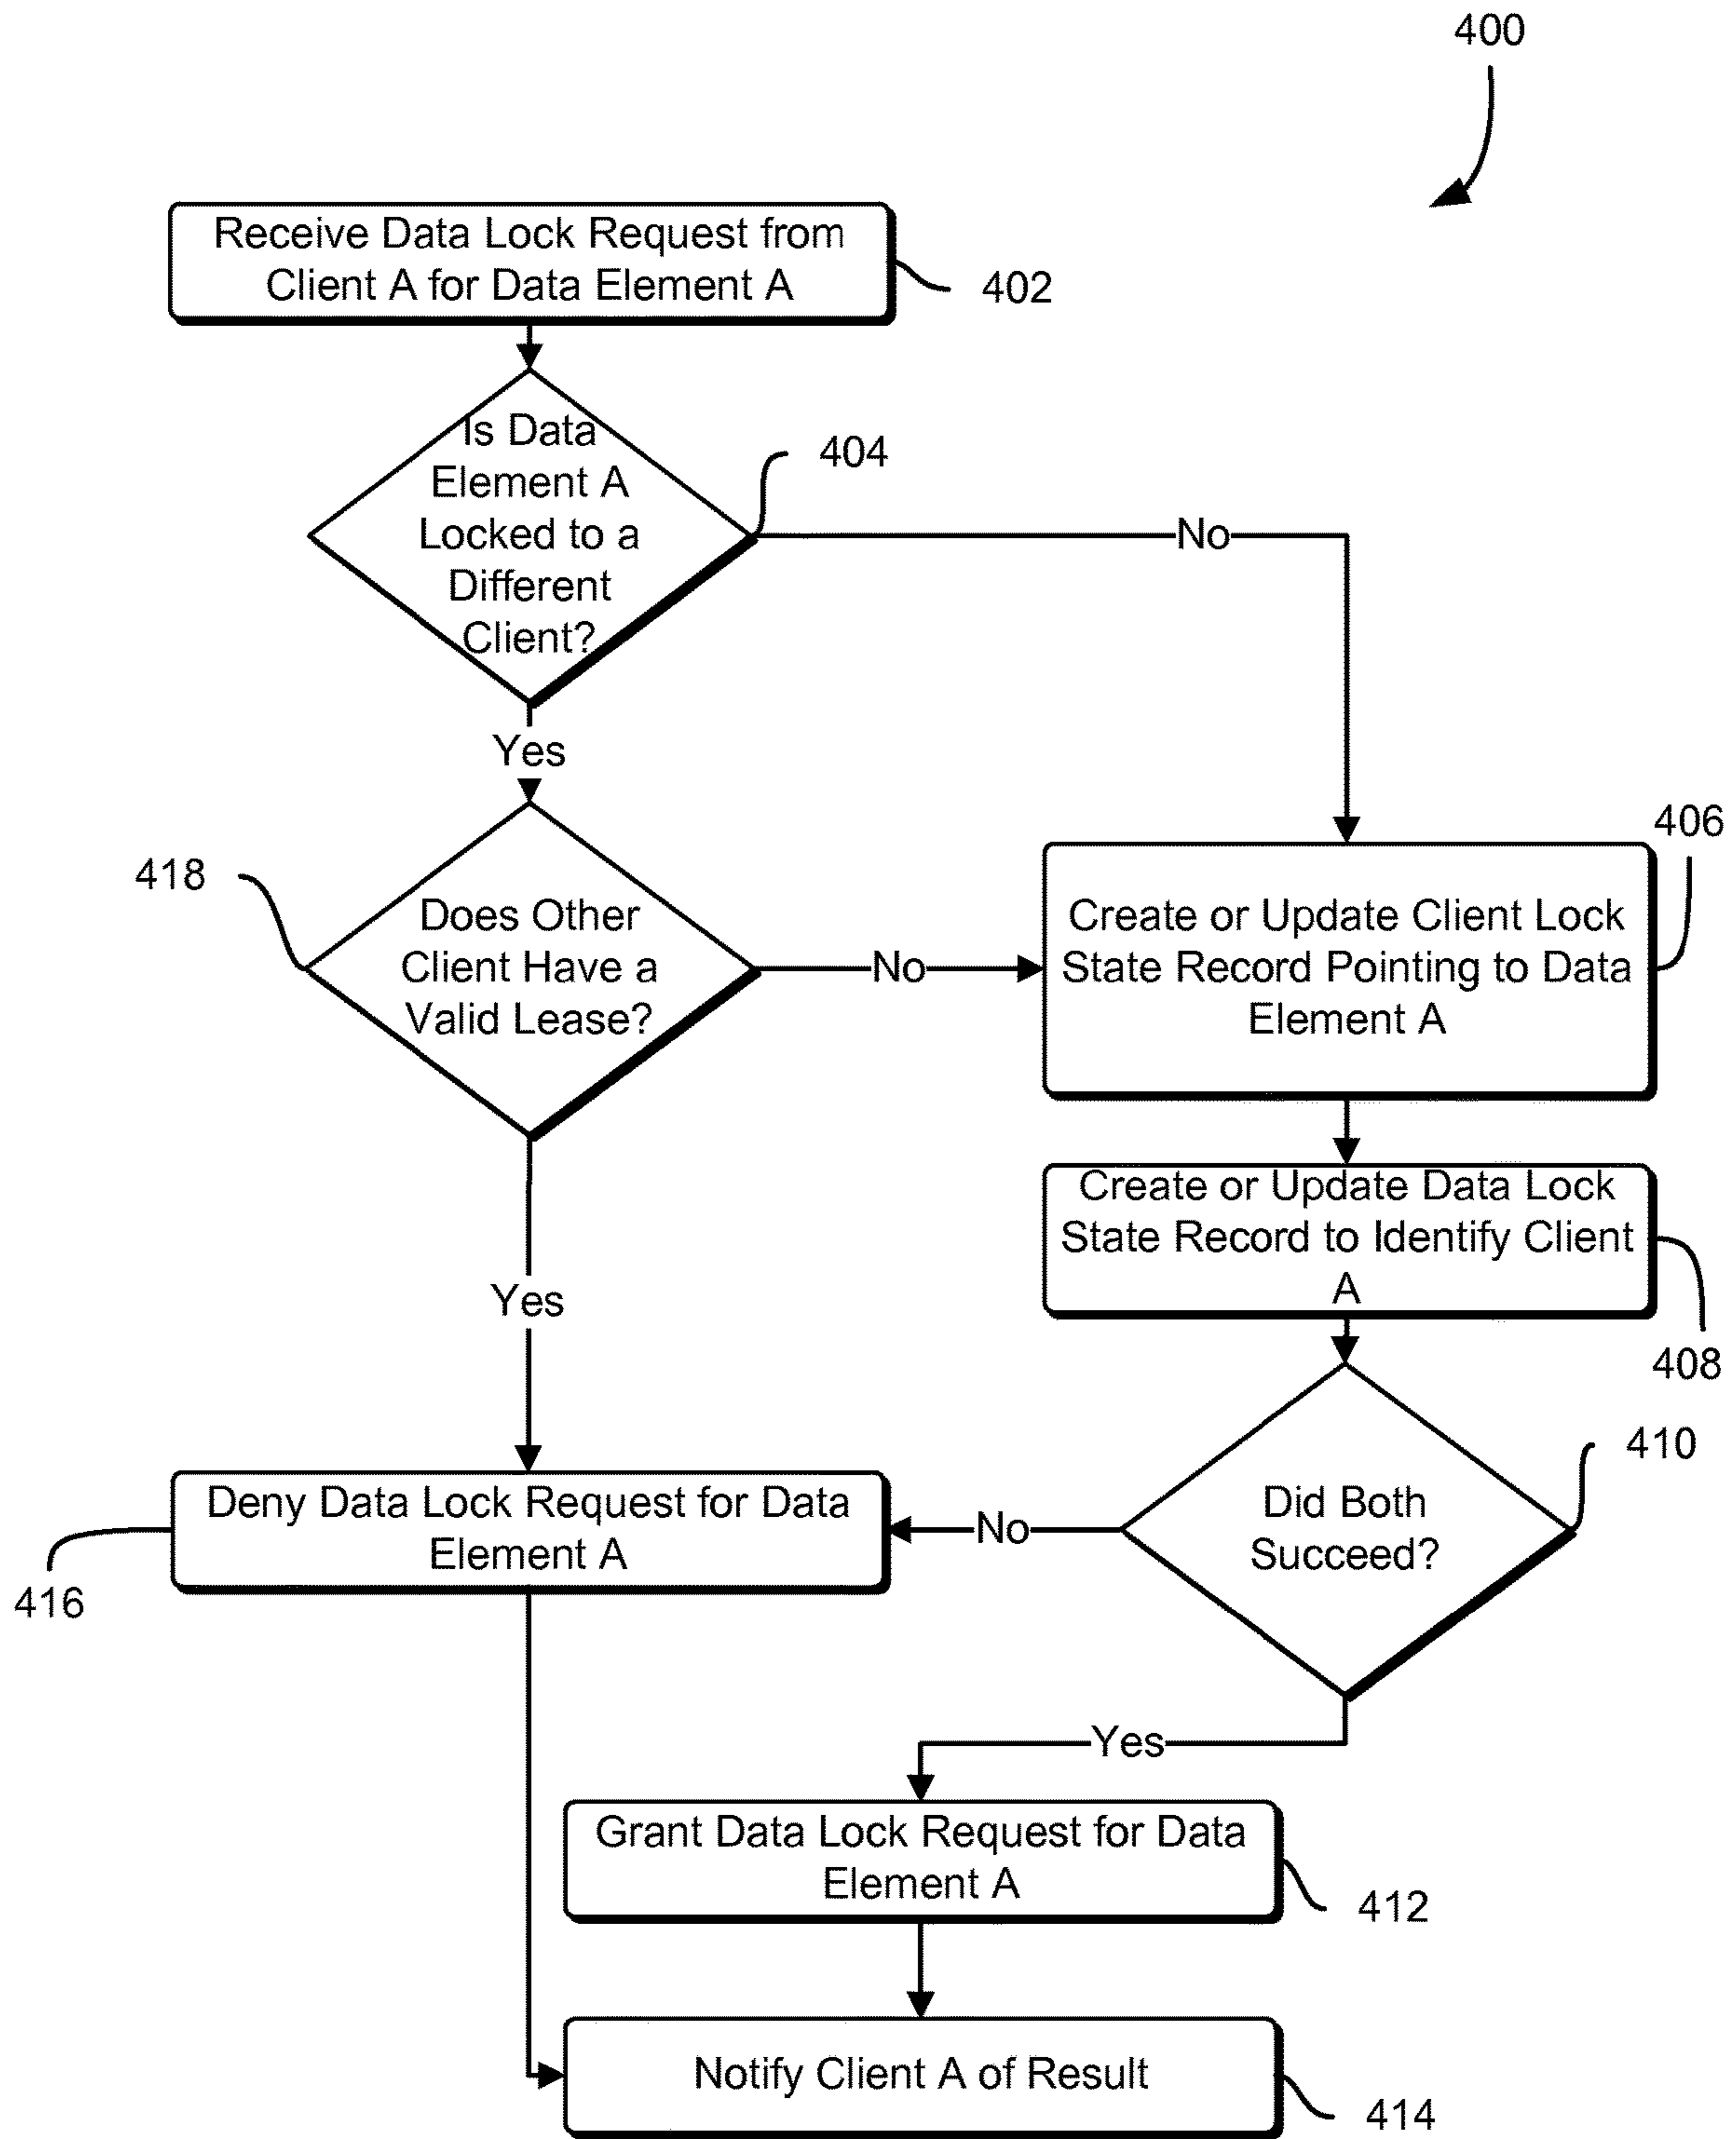 400
Receive Data Lock Request from
Client A for Data Element A
402
Is Data
Element A
Locked to a
Different
Client?
404
No
Yes
418
Does Other
Client Have a
Valid Lease?
No
406
Create or Update Client Lock
State Record Pointing to Data
Element A
Create or Update Data Lock
State Record to Identify Client
A
408
Yes
410
Did Both
Succeed?
No
Deny Data Lock Request for Data
Element A
416
Yes
Grant Data Lock Request for Data
Element A
412
Notify Client A of Result
414